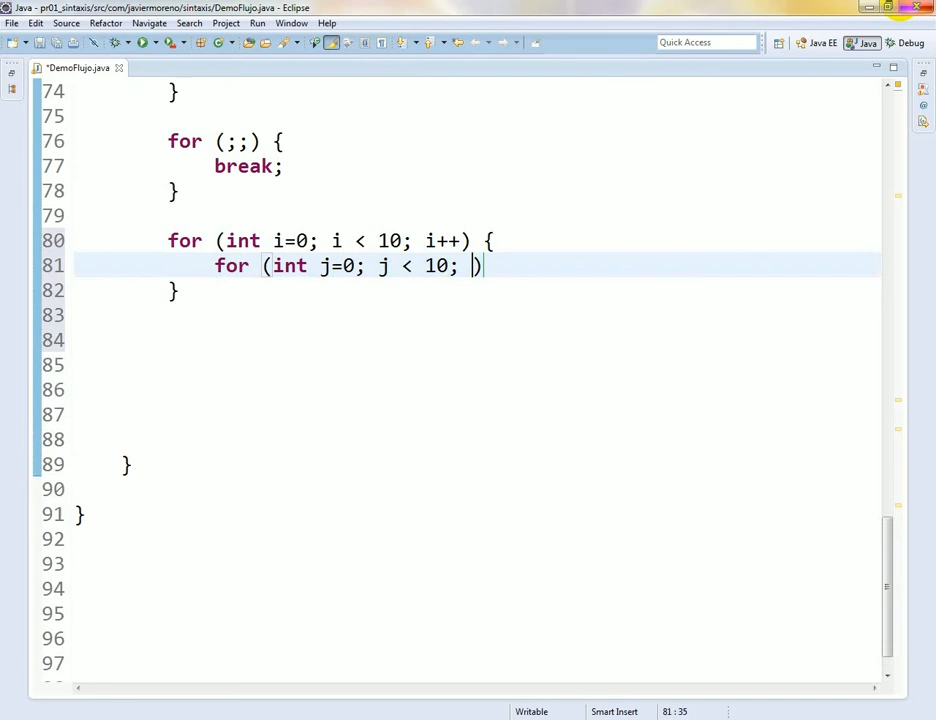 Java - pr01_sintaxis/src/com/javiermoreno/sintaxis/DemoFlujo.java - Eclipse
File Edit Source Refactor Navigate Search Project Run Window Help
Quick Access Java EE Java Debug
*DemoFlujo.java
74 }
75
76 for (;;) {
77 break;
78 }
79
80 for (int i=0; i < 10; i++) {
81 for (int j=0; j < 10; )
82 }
83
84
85
86
87
88
89 }
90
91 }
92
93
94
95
96
97
Writable Smart Insert 81 : 35